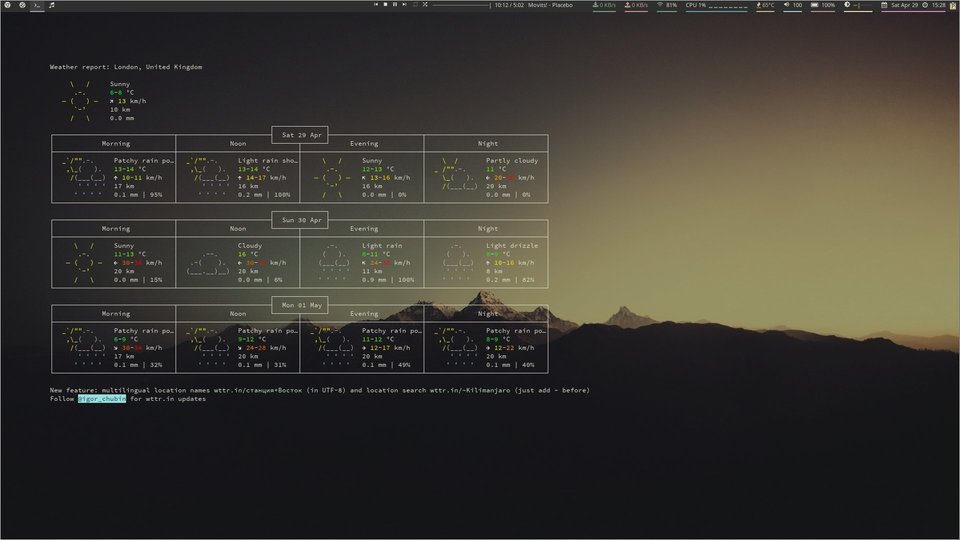 10:12 / 5:02 Movits! - Placebo 0 KB/s 0 KB/s 81% CPU 1% 65°C 100 100% Sat Apr 29 15:28
Weather report: London, United Kingdom
Sunny
6-8 °C
13 km/h
10 km
0.0 mm
Sat 29 Apr
Morning Noon Evening Night
Patchy rain po… Light rain sho… Sunny Partly cloudy
13-14 °C 13-14 °C 12-13 °C 11 °C
10-11 km/h 14-17 km/h 13-16 km/h 20- km/h
17 km 16 km 16 km 20 km
0.1 mm | 95% 0.2 mm | 100% 0.0 mm | 0% 0.0 mm | 0%
Sun 30 Apr
Morning Noon Evening Night
Sunny Cloudy Light rain Light drizzle
11-13 °C 16 °C 8-11 °C 8-9 °C
km/h km/h 24- km/h 10-16 km/h
20 km 20 km 11 km 8 km
0.0 mm | 15% 0.0 mm | 6% 0.9 mm | 100% 0.2 mm | 82%
Mon 01 May
Morning Noon Evening Night
Patchy rain po… Patchy rain po… Patchy rain po… Patchy rain po…
6-9 °C 9-12 °C 11-12 °C 8-9 °C
km/h 24-28 km/h 12-17 km/h 12-22 km/h
17 km 20 km 20 km 20 km
0.1 mm | 32% 0.1 mm | 31% 0.1 mm | 49% 0.1 mm | 40%
New feature: multilingual location names wttr.in/станция+Восток (in UTF-8) and location search wttr.in/~Kilimanjaro (just add ~ before)
Follow @igor_chubin for wttr.in updates